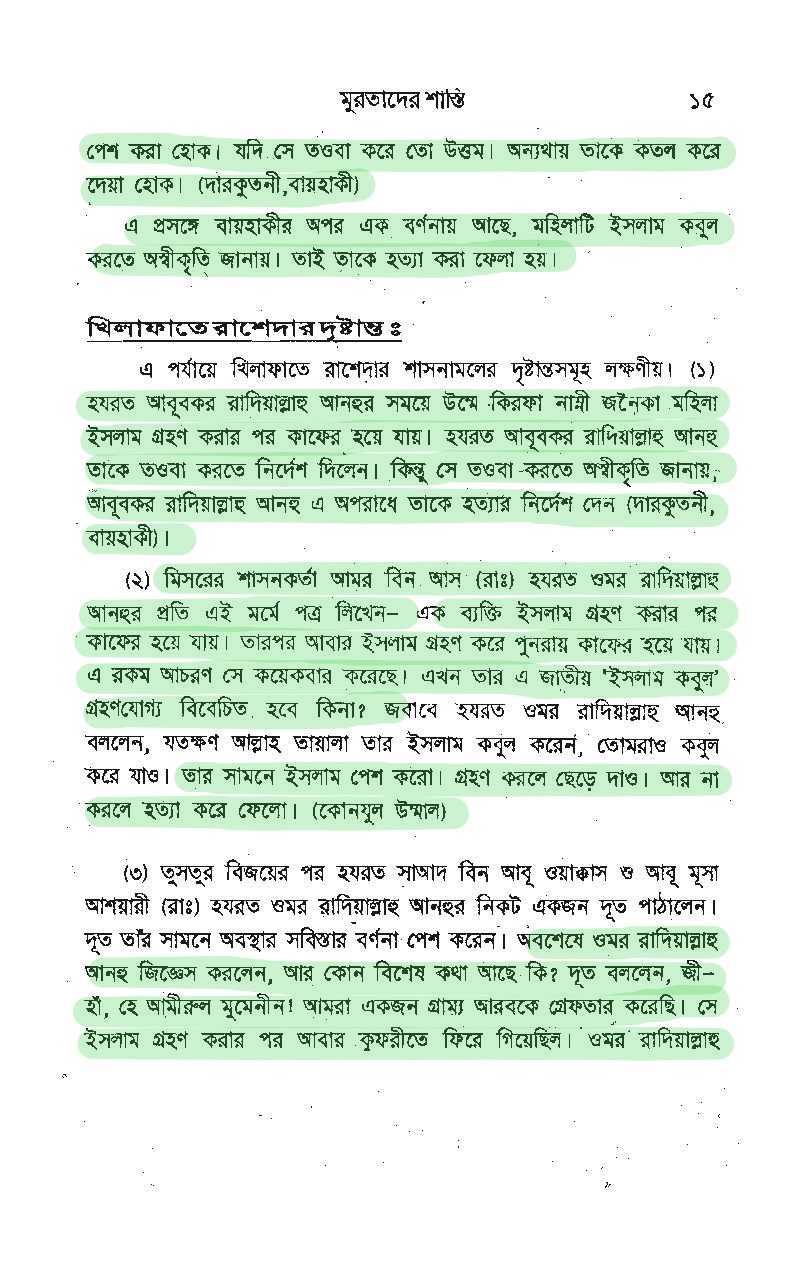 মুরতাদের শাস্তি ১৫
পেশ করা হোক। যদি সে তওবা করে তো উত্তম। অন্যথায় তাকে কতল করে
দেয়া হোক। (দারকুতনী,বায়হাকী)
এ প্রসঙ্গে বায়হাকীর অপর এক বর্ণনায় আছে, মহিলাটি ইসলাম কবুল
করতে অস্বীকৃতি জানায়। তাই তাকে হত্যা করা ফেলা হয়।
খিলাফাতে রাশেদার দৃষ্টান্ত ঃ
এ পর্যায়ে খিলাফাতে রাশেদার শাসনামলের দৃষ্টান্তসমূহ লক্ষণীয়। (১)
হযরত আবূবকর রাদিয়াল্লাহু আনহুর সময়ে উম্মে কিরফা নাম্নী জনৈকা মহিলা
ইসলাম গ্রহণ করার পর কাফের হয়ে যায়। হযরত আবূবকর রাদিয়াল্লাহু আনহু
তাকে তওবা করতে নির্দেশ দিলেন। কিন্তু সে তওবা করতে অস্বীকৃতি জানায়,
আবূবকর রাদিয়াল্লাহু আনহু এ অপরাধে তাকে হত্যার নির্দেশ দেন (দারকুতনী,
বায়হাকী)।
(২) মিসরের শাসনকর্তা আমর বিন আস (রাঃ) হযরত ওমর রাদিয়াল্লাহু
আনহুর প্রতি এই মর্মে পত্র লিখেন– এক ব্যক্তি ইসলাম গ্রহণ করার পর
কাফের হয়ে যায়। তারপর আবার ইসলাম গ্রহণ করে পুনরায় কাফের হয়ে যায়।
এ রকম আচরণ সে কয়েকবার করেছে। এখন তার এ জাতীয় 'ইসলাম কবুল'
গ্রহণযোগ্য বিবেচিত হবে কিনা? জবাবে হযরত ওমর রাদিয়াল্লাহু আনহু
বললেন, যতক্ষণ আল্লাহ তায়ালা তার ইসলাম কবুল করেন, তোমরাও কবুল
করে যাও। তার সামনে ইসলাম পেশ করো। গ্রহণ করলে ছেড়ে দাও। আর না
করলে হত্যা করে ফেলো। (কোনযুল উম্মাল)
(৩) তুসতুর বিজয়ের পর হযরত সাআদ বিন আবূ ওয়াক্কাস ও আবূ মূসা
আশয়ারী (রাঃ) হযরত ওমর রাদিয়াল্লাহু আনহুর নিকট একজন দূত পাঠালেন।
দূত তাঁর সামনে অবস্থার সবিস্তার বর্ণনা পেশ করেন। অবশেষে ওমর রাদিয়াল্লাহু
আনহু জিজ্ঞেস করলেন, আর কোন বিশেষ কথা আছে কি? দূত বললেন, জী–
হাঁ, হে আমীরুল মুমেনীন! আমরা একজন গ্রাম্য আরবকে গ্রেফতার করেছি। সে
ইসলাম গ্রহণ করার পর আবার কুফরীতে ফিরে গিয়েছিল। ওমর রাদিয়াল্লাহু